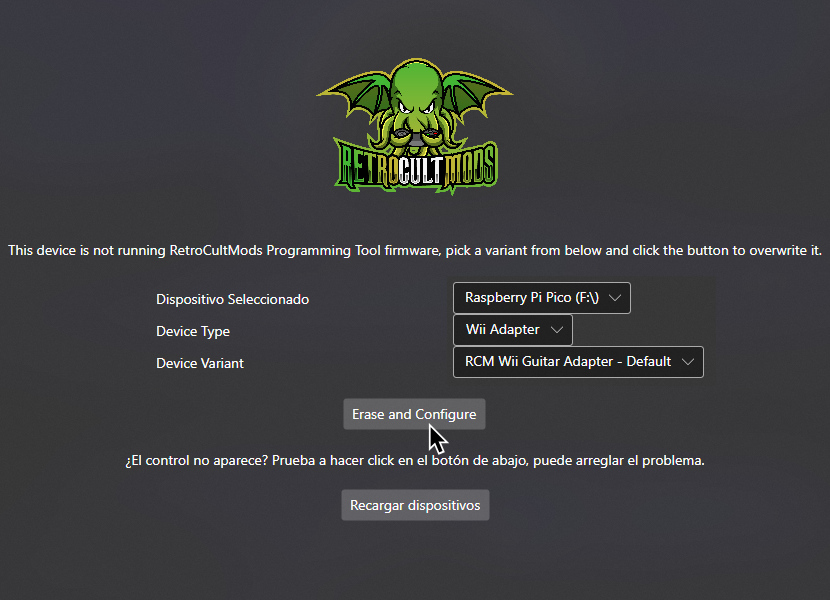 RETROCULTMODS
This device is not running RetroCultMods Programming Tool firmware, pick a variant from below and click the button to overwrite it.
Dispositivo Seleccionado Raspberry Pi Pico (F:\)
Device Type Wii Adapter
Device Variant RCM Wii Guitar Adapter - Default
Erase and Configure
¿El control no aparece? Prueba a hacer click en el botón de abajo, puede arreglar el problema.
Recargar dispositivos